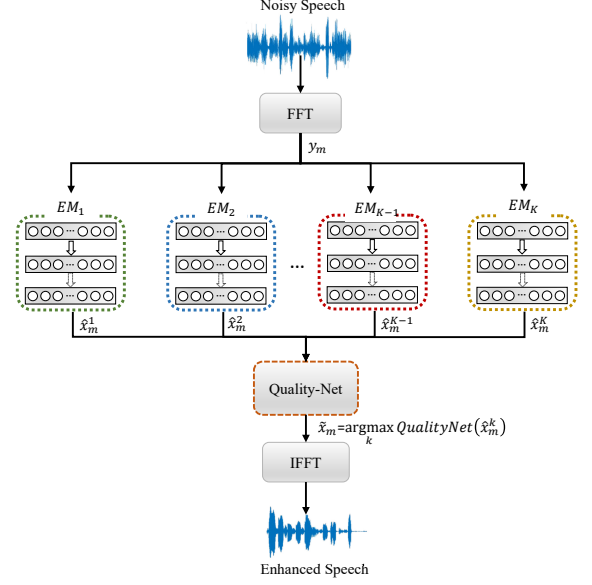 Noisy Speech
FFT
y_m
EM_1 EM_2 EM_{K-1} EM_K
...
x̂_m^1 x̂_m^2 x̂_m^{K-1} x̂_m^K
Quality-Net
x̃_m=argmax QualityNet(x̂_m^k)
k
IFFT
Enhanced Speech